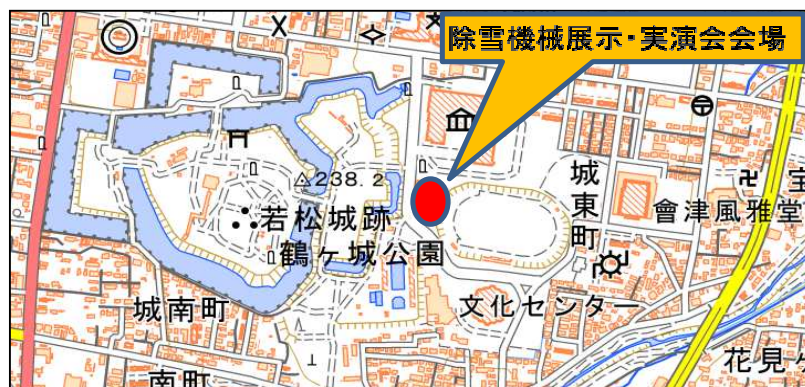 除雪機械展示・実演会会場
238.2
若松城跡
鶴ヶ城公園
城東町
會津風雅堂
文化センター
城南町
南町
花見